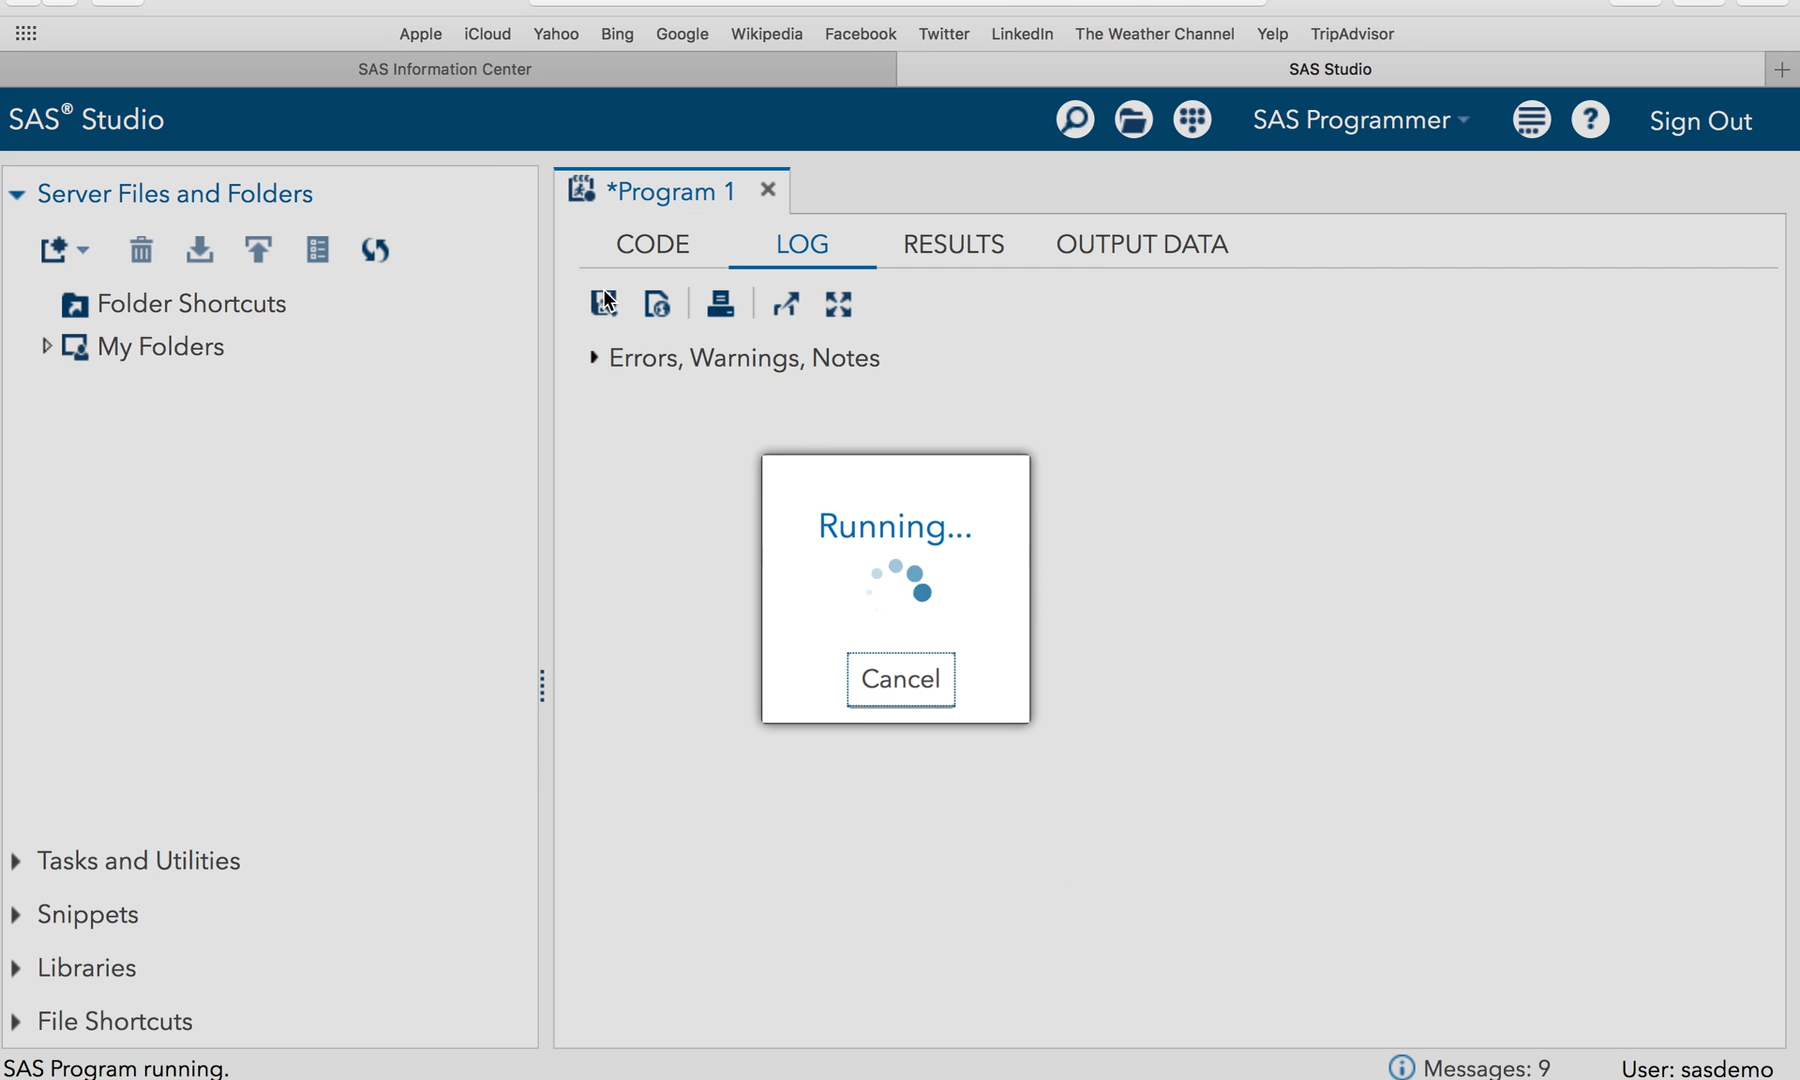 Apple iCloud Yahoo Bing Google Wikipedia Facebook Twitter LinkedIn The Weather Channel Yelp TripAdvisor
SAS Information Center SAS Studio
SAS® Studio SAS Programmer Sign Out
Server Files and Folders
*Program 1
CODE LOG RESULTS OUTPUT DATA
Folder Shortcuts
My Folders
Errors, Warnings, Notes
Running...
Cancel
Tasks and Utilities
Snippets
Libraries
File Shortcuts
SAS Program running. Messages: 9 User: sasdemo